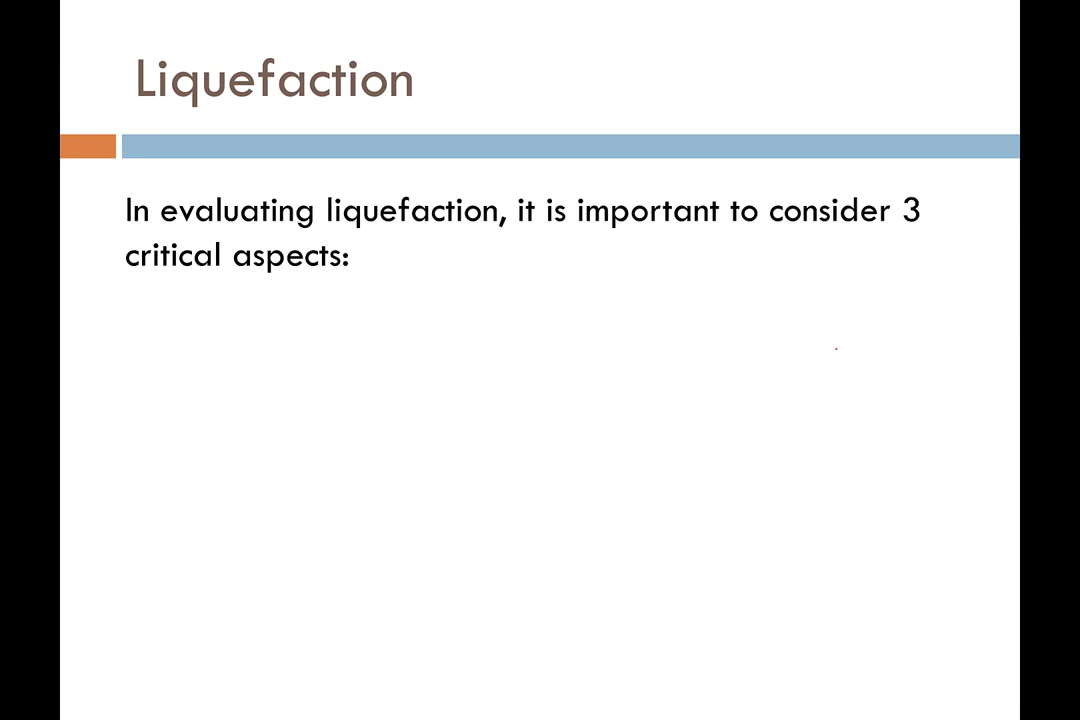 Liquefaction
In evaluating liquefaction, it is important to consider 3
critical aspects: